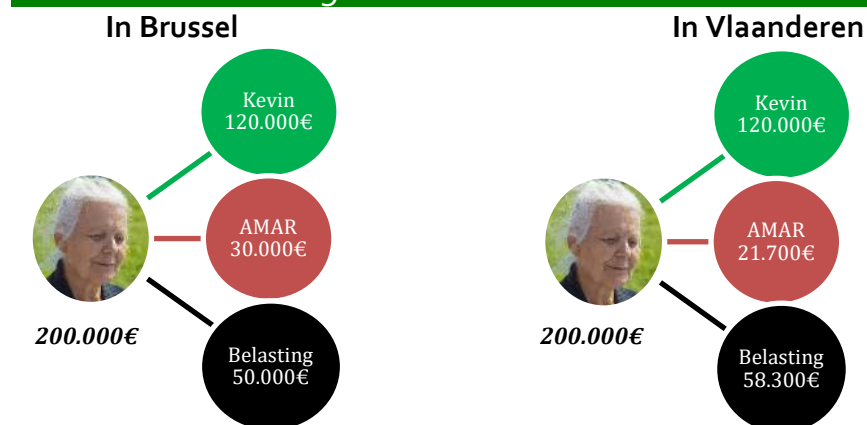 In Brussel
Kevin
120.000€
AMAR
30.000€
200.000€
Belasting
50.000€
In Vlaanderen
Kevin
120.000€
AMAR
21.700€
200.000€
Belasting
58.300€